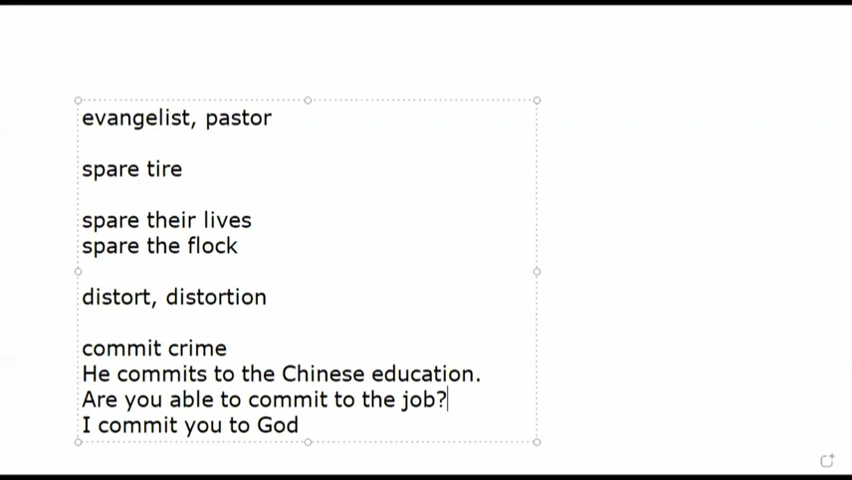 evangelist, pastor
spare tire
spare their lives
spare the flock
distort, distortion
commit crime
He commits to the Chinese education.
Are you able to commit to the job?
I commit you to God